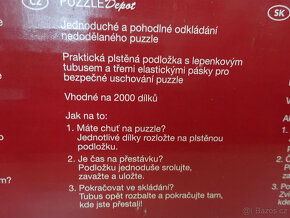 CZ PUZZLE Depot SK
Jednoduché a pohodlné odkládání
nedodělaného puzzle
Praktická plstěná podložka s lepenkovým
tubusem a třemi elastickými pásky pro
bezpečné uschování puzzle
Vhodné na 2000 dílků
Jak na to:
1. Máte chuť na puzzle?
Jednotlivé dílky rozložte na plstěnou
podložku.
2. Je čas na přestávku?
Podložku jednoduše srolujte,
zavažte a uložte.
3. Pokračovat ve skládání?
Tubus opět rozbalte a pokračujte tam,
kde jste přestali!